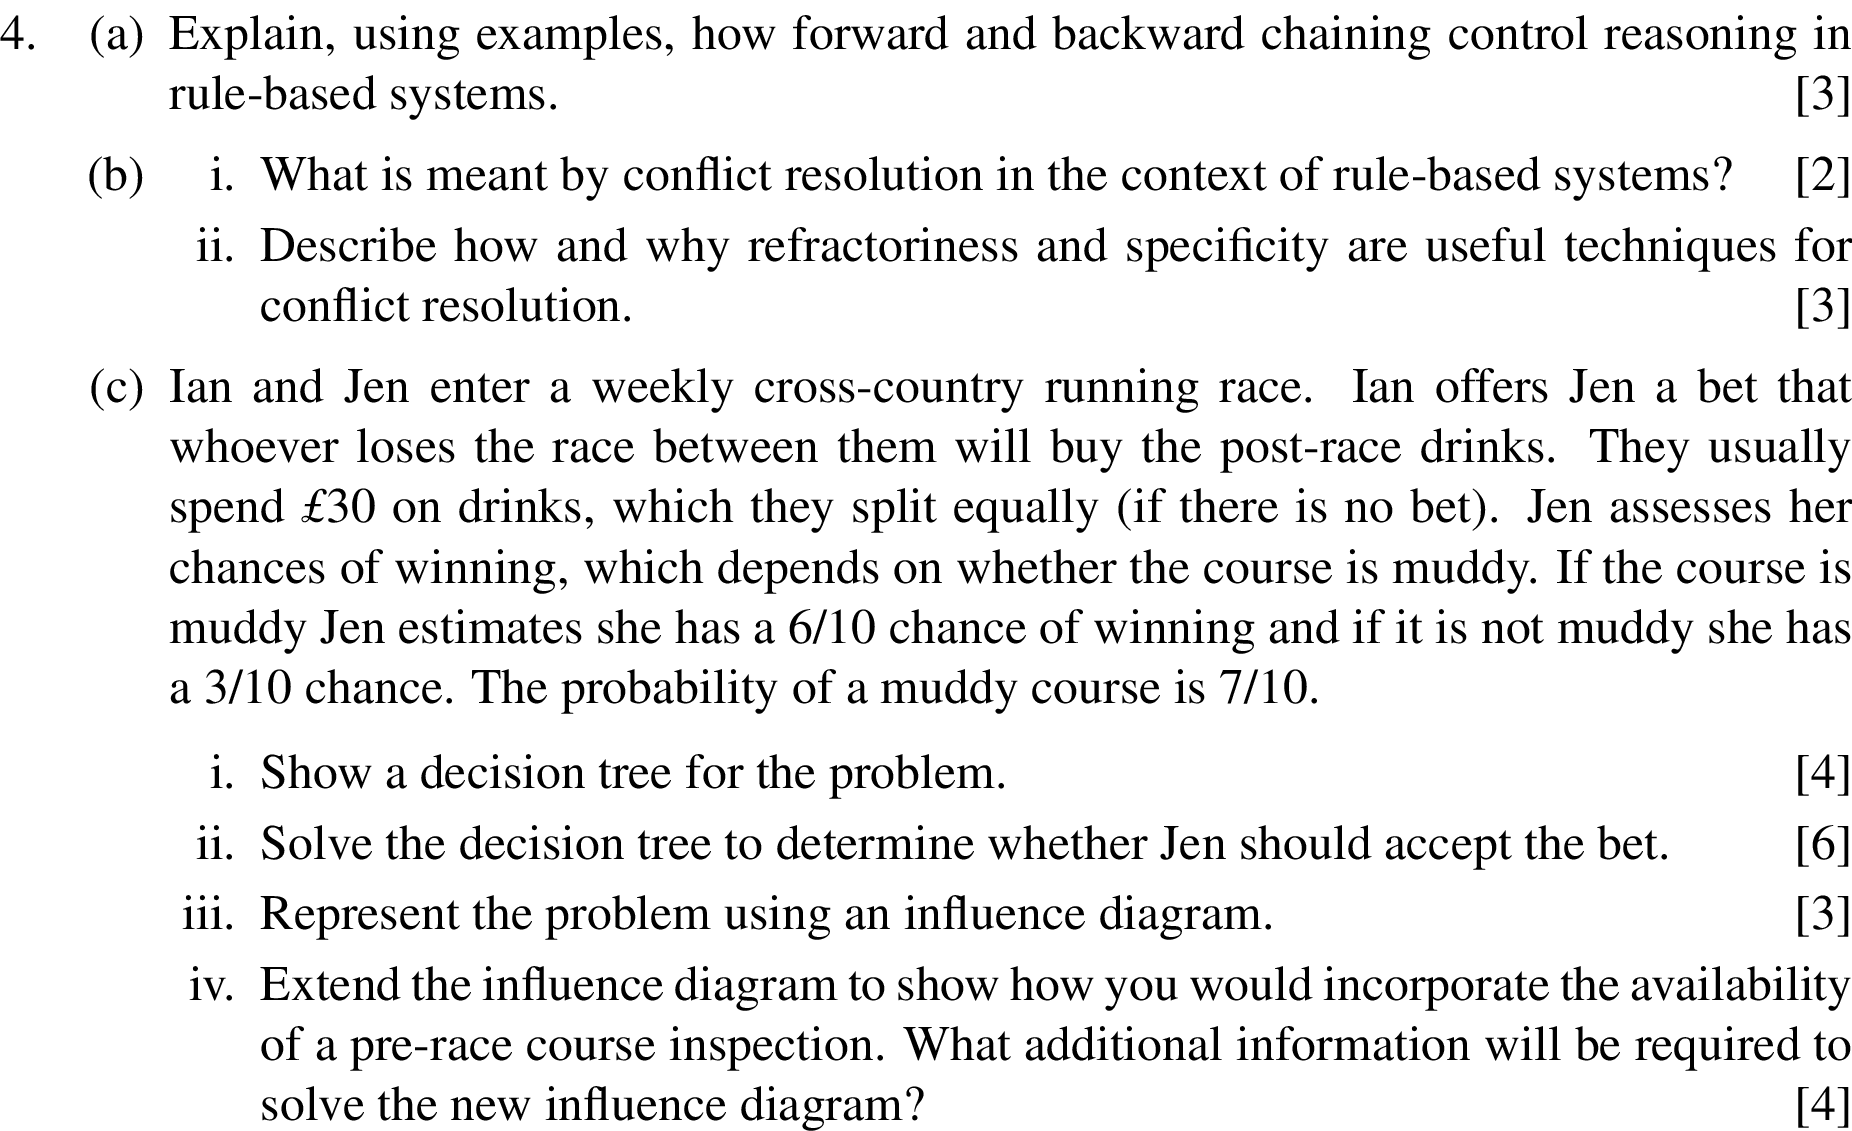 4. (a) Explain, using examples, how forward and backward chaining control reasoning in
rule-based systems. [3]
(b) i. What is meant by conflict resolution in the context of rule-based systems? [2]
ii. Describe how and why refractoriness and specificity are useful techniques for
conflict resolution. [3]
(c) Ian and Jen enter a weekly cross-country running race. Ian offers Jen a bet that
whoever loses the race between them will buy the post-race drinks. They usually
spend £30 on drinks, which they split equally (if there is no bet). Jen assesses her
chances of winning, which depends on whether the course is muddy. If the course is
muddy Jen estimates she has a 6/10 chance of winning and if it is not muddy she has
a 3/10 chance. The probability of a muddy course is 7/10.
i. Show a decision tree for the problem. [4]
ii. Solve the decision tree to determine whether Jen should accept the bet. [6]
iii. Represent the problem using an influence diagram. [3]
iv. Extend the influence diagram to show how you would incorporate the availability
of a pre-race course inspection. What additional information will be required to
solve the new influence diagram? [4]